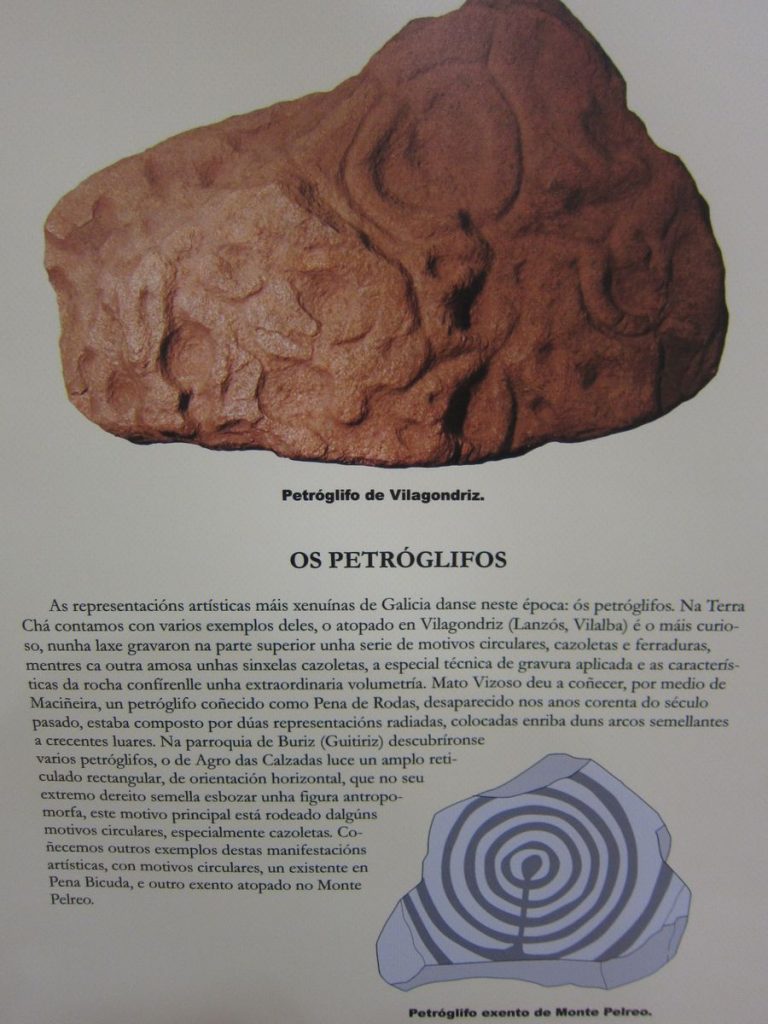 Petróglifo de Vilagondriz.
OS PETRÓGLIFOS
As representacións artísticas máis xenuínas de Galicia danse neste época: ós petróglifos. Na Terra
Chá contamos con varios exemplos deles, o atopado en Vilagondriz (Lanzós, Vilalba) é o máis curio-
so, nunha laxe gravaron na parte superior unha serie de motivos circulares, cazoletas e ferraduras,
mentres ca outra amosa unhas sinxelas cazoletas, a especial técnica de gravura aplicada e as caracterís-
ticas da rocha confírenlle unha extraordinaria volumetría. Mato Vizoso deu a coñecer, por medio de
Maciñeira, un petróglifo coñecido como Pena de Rodas, desaparecido nos anos corenta do século
pasado, estaba composto por dúas representacións radiadas, colocadas enriba duns arcos semellantes
a crecentes luares. Na parroquia de Buriz (Guitiriz) descubríronse
varios petróglifos, o de Agro das Calzadas luce un amplo reti-
culado rectangular, de orientación horizontal, que no seu
extremo dereito semella esbozar unha figura antropo-
morfa, este motivo principal está rodeado dalgúns
motivos circulares, especialmente cazoletas. Co-
ñecemos outros exemplos destas manifestacións
artísticas, con motivos circulares, un existente en
Pena Bicuda, e outro exento atopado no Monte
Pelreo.
Petróglifo exento de Monte Pelreo.